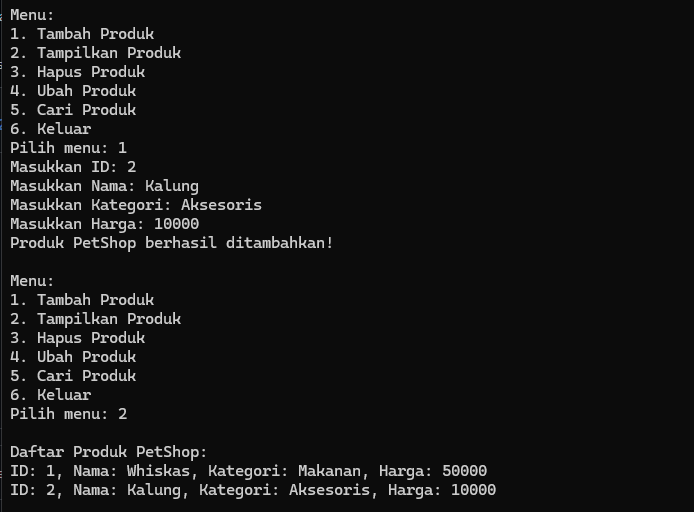 Menu:
1. Tambah Produk
2. Tampilkan Produk
3. Hapus Produk
4. Ubah Produk
5. Cari Produk
6. Keluar
Pilih menu: 1
Masukkan ID: 2
Masukkan Nama: Kalung
Masukkan Kategori: Aksesoris
Masukkan Harga: 10000
Produk PetShop berhasil ditambahkan!
Menu:
1. Tambah Produk
2. Tampilkan Produk
3. Hapus Produk
4. Ubah Produk
5. Cari Produk
6. Keluar
Pilih menu: 2
Daftar Produk PetShop:
ID: 1, Nama: Whiskas, Kategori: Makanan, Harga: 50000
ID: 2, Nama: Kalung, Kategori: Aksesoris, Harga: 10000